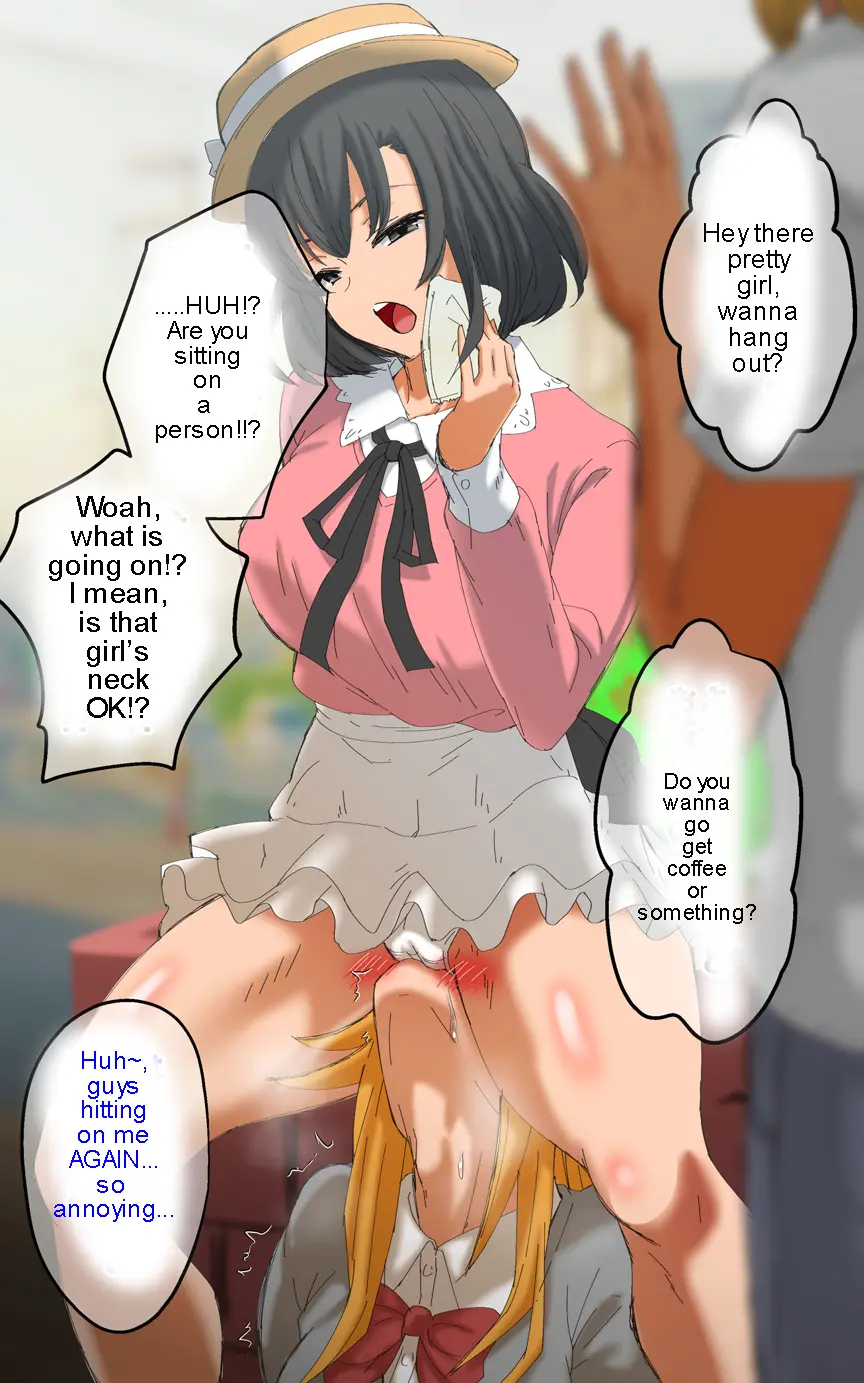 Hey there
pretty
girl,
wanna
hang
out?
.....HUH!?
Are you
sitting
on
a
person!!?
Woah,
what is
going on!?
I mean,
is that
girl's
neck
OK!?
Do you
wanna
go
get
coffee
or
something?
Huh~,
guys
hitting
on me
AGAIN...
so
annoying...